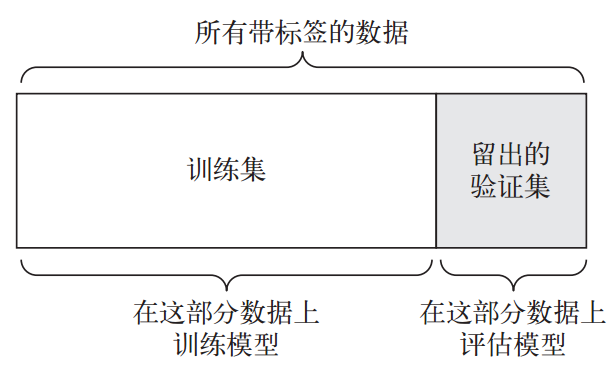 所有带标签的数据
训练集
留出的
验证集
在这部分数据上
训练模型
在这部分数据上
评估模型